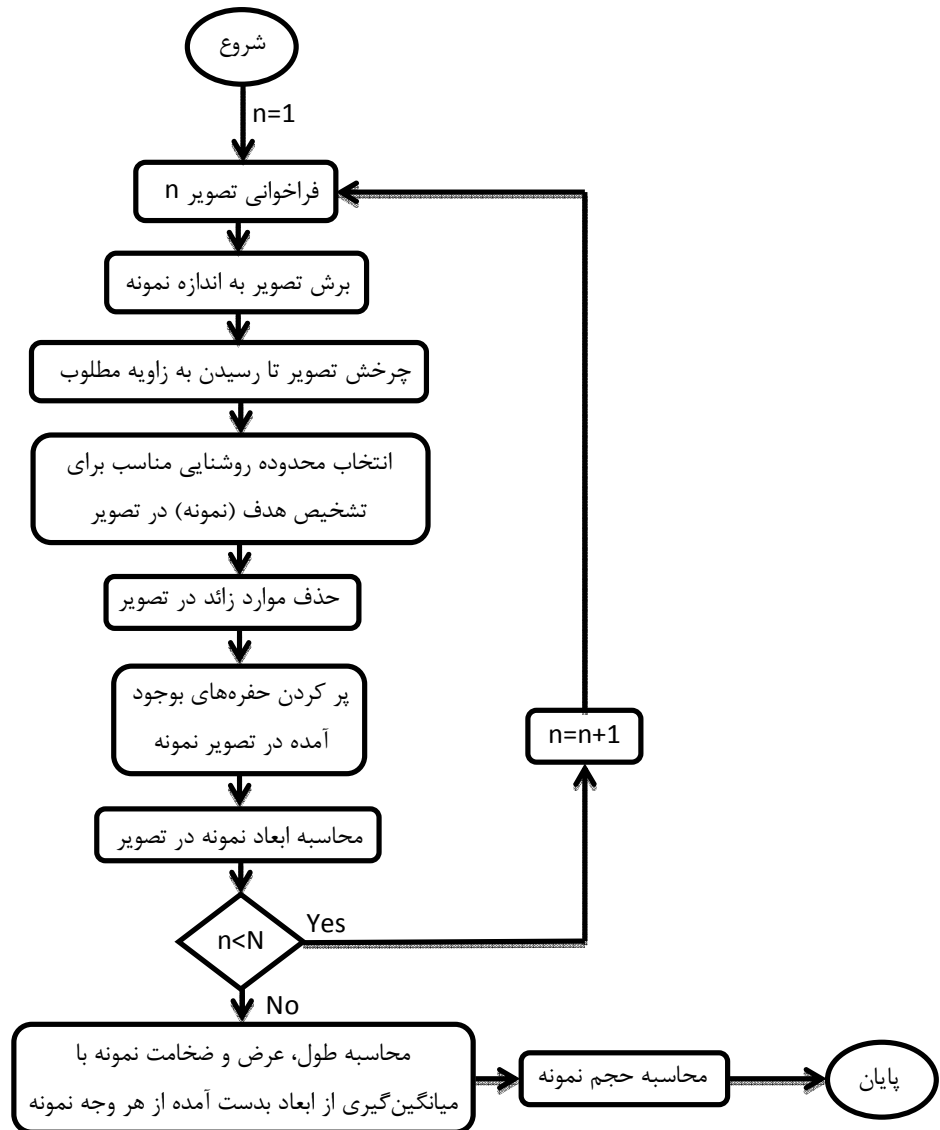 شروع
n=1
فراخوانی تصویر n
برش تصویر به اندازه نمونه
چرخش تصویر تا رسیدن به زاویه مطلوب
انتخاب محدوده روشنایی مناسب برای
تشخیص هدف (نمونه) در تصویر
حذف موارد زائد در تصویر
پر کردن حفره‌های بوجود
آمده در تصویر نمونه
n=n+1
محاسبه ابعاد نمونه در تصویر
n<N
Yes
No
محاسبه طول، عرض و ضخامت نمونه با
میانگین‌گیری از ابعاد بدست آمده از هر وجه نمونه
محاسبه حجم نمونه
پایان